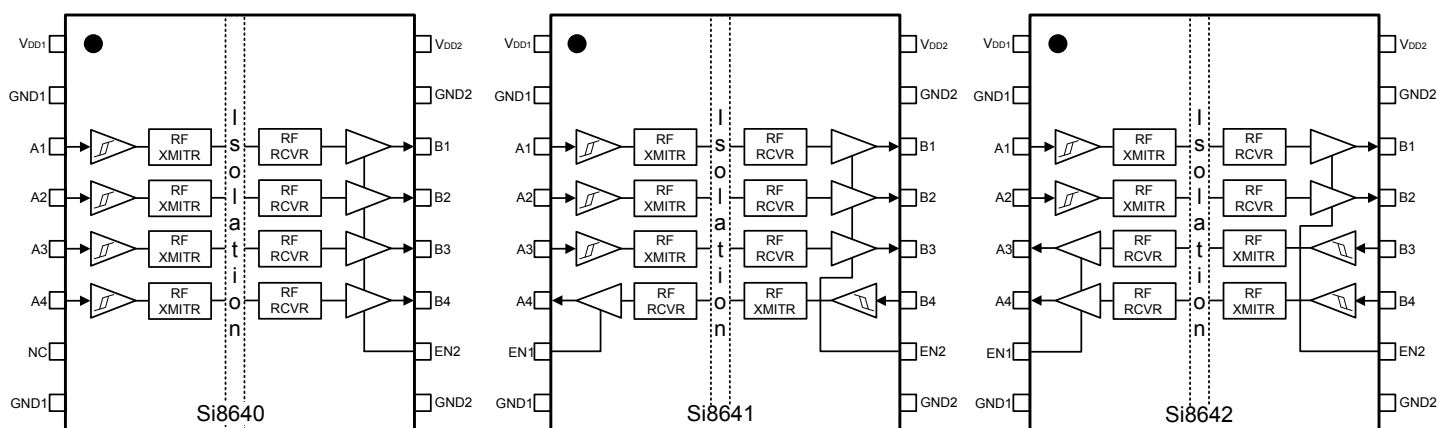 VDD1
VDD2
GND1
GND2
A1
RF XMITR
RF RCVR
B1
A2
RF XMITR
RF RCVR
B2
A3
RF XMITR
RF RCVR
B3
A4
RF XMITR
RF RCVR
B4
NC
EN2
GND1
GND2
Isolation
Si8640
VDD1
VDD2
GND1
GND2
A1
RF XMITR
RF RCVR
B1
A2
RF XMITR
RF RCVR
B2
A3
RF XMITR
RF RCVR
B3
A4
RF RCVR
RF XMITR
B4
EN1
EN2
GND1
GND2
Isolation
Si8641
VDD1
VDD2
GND1
GND2
A1
RF XMITR
RF RCVR
B1
A2
RF XMITR
RF RCVR
B2
A3
RF RCVR
RF XMITR
B3
A4
RF RCVR
RF XMITR
B4
EN1
EN2
GND1
GND2
Isolation
Si8642